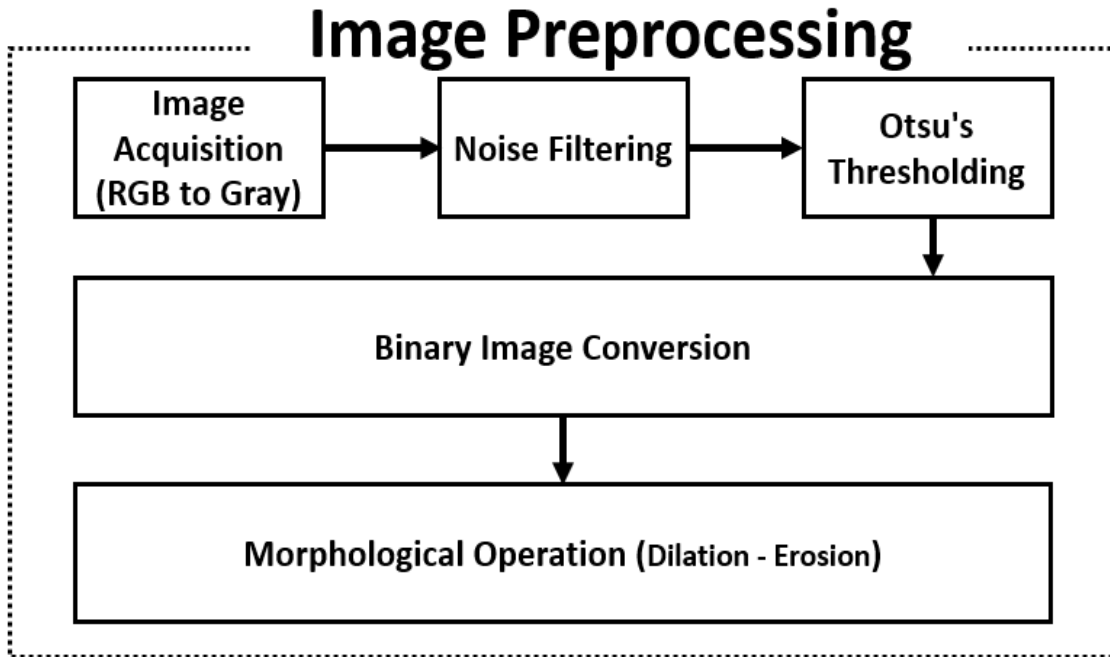 Image Preprocessing
Image
Acquisition
(RGB to Gray)
Noise Filtering
Otsu's
Thresholding
Binary Image Conversion
Morphological Operation (Dilation - Erosion)